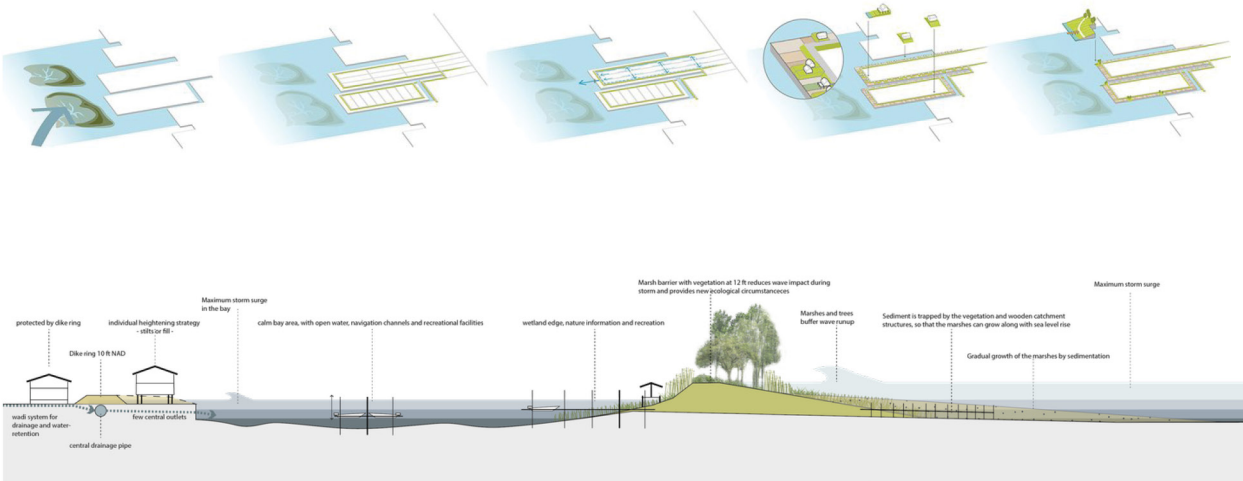 Marsh barrier with vegetation at 12 ft reduces wave impact during
storm and provides new ecological circumstanceces
Maximum storm surge
Maximum storm surge
in the bay
protected by dike ring
individual heightening strategy
- stilts or fill -
calm bay area, with open water, navigation channels and recreational facilities
wetland edge, nature information and recreation
Marshes and trees
buffer wave runup
Sediment is trapped by the vegetation and wooden catchment
structures, so that the marshes can grow along with sea level rise
Dike ring 10 ft NAD
Gradual growth of the marshes by sedimentation
wadi system for
drainage and water-
retention
few central outlets
central drainage pipe